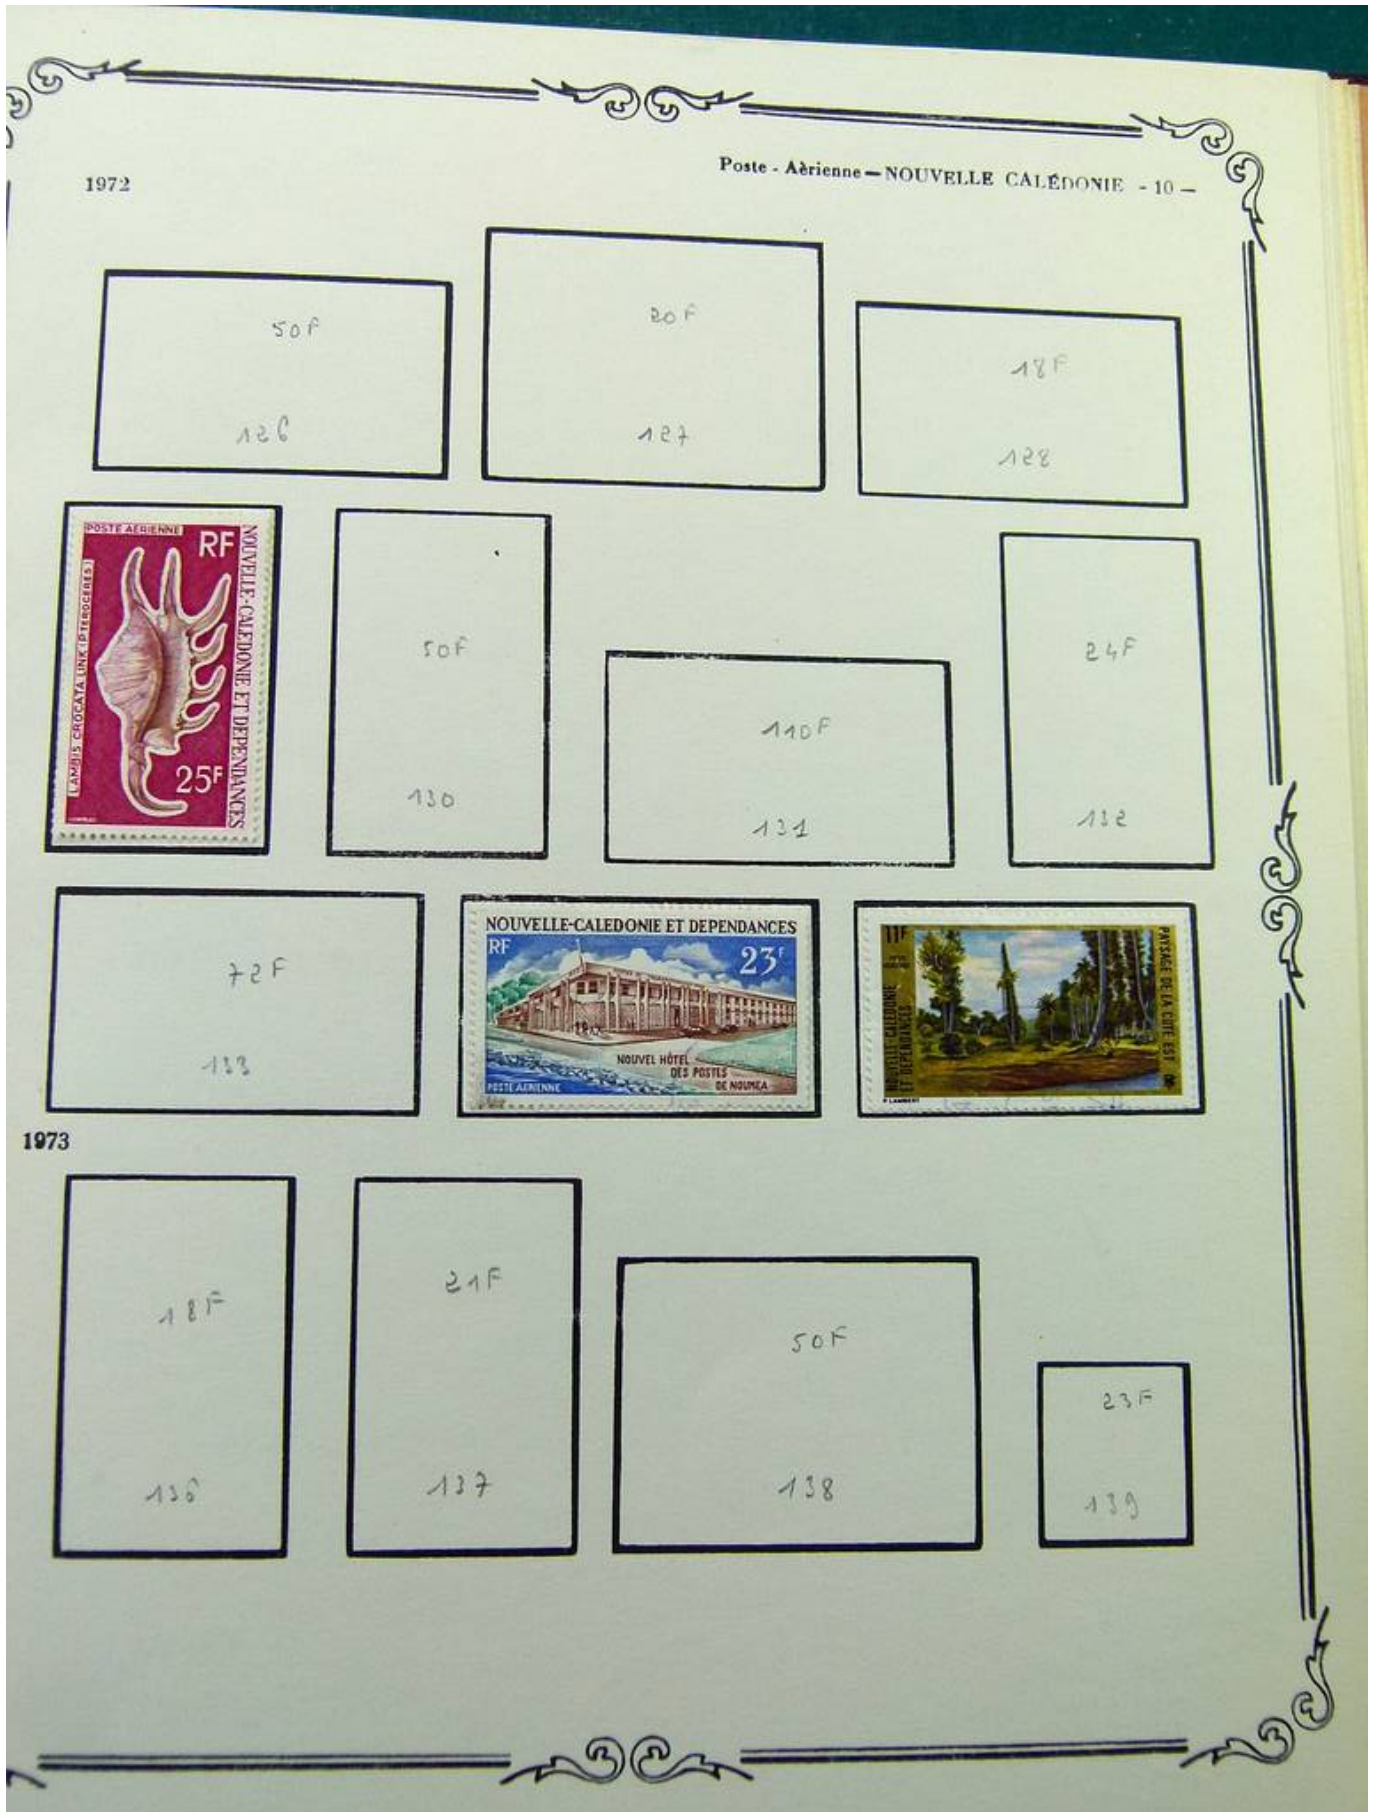 Poste - Aèrienne — NOUVELLE CALÉDONIE - 10 —
1972
50F
126
20F
127
18F
128
POSTE AERIENNE
RF
LAMBIS CROCATA LINK (PTEROCERES)
NOUVELLE-CALEDONIE ET DEPENDANCES
25F
50F
130
110F
131
24F
132
72F
133
NOUVELLE-CALEDONIE ET DEPENDANCES
RF
23F
NOUVEL HÔTEL
DES POSTES
DE NOUMEA
POSTE AERIENNE
11F
PAYSAGE DE LA COTE EST
NOUVELLE-CALEDONIE
ET DEPENDANCES
P LAMBERT
1973
18F
136
21F
137
50F
138
23F
139